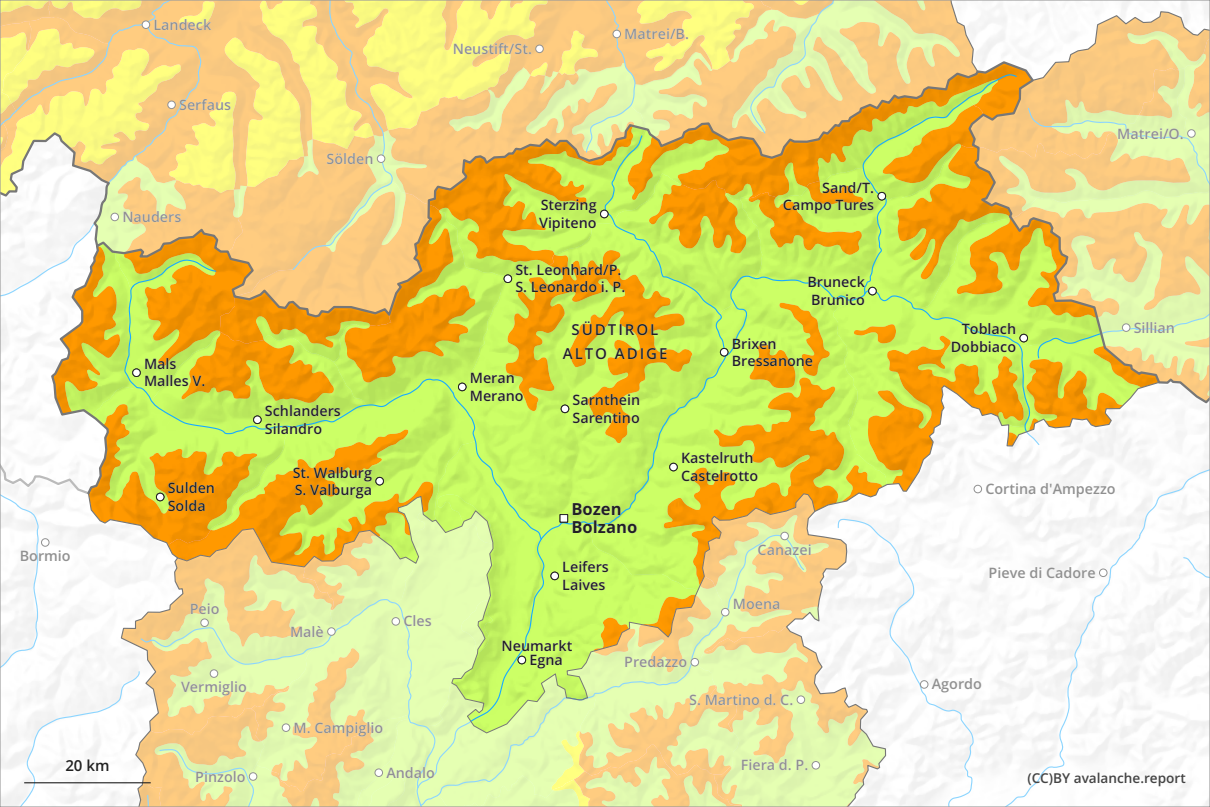 Landeck
Neustift/St.
Matrei/B.
Serfaus
Matrei/O.
Sölden
Nauders
Sand/T.
Campo Tures
Sterzing
Vipiteno
St. Leonhard/P.
S. Leonardo i. P.
Bruneck
Brunico
SÜDTIROL
ALTO ADIGE
Toblach
Dobbiaco
Sillian
Brixen
Bressanone
Mals
Malles V.
Meran
Merano
Sarnthein
Sarentino
Schlanders
Silandro
Kastelruth
Castelrotto
St. Walburg
S. Valburga
Sulden
Solda
Cortina d'Ampezzo
Bozen
Bolzano
Bormio
Canazei
Leifers
Laives
Pieve di Cadore
Peio
Moena
Malè
Cles
Neumarkt
Egna
Predazzo
Vermiglio
Agordo
S. Martino d. C.
M. Campiglio
Fiera d. P.
Pinzolo
Andalo
20 km
(CC)BY avalanche.report